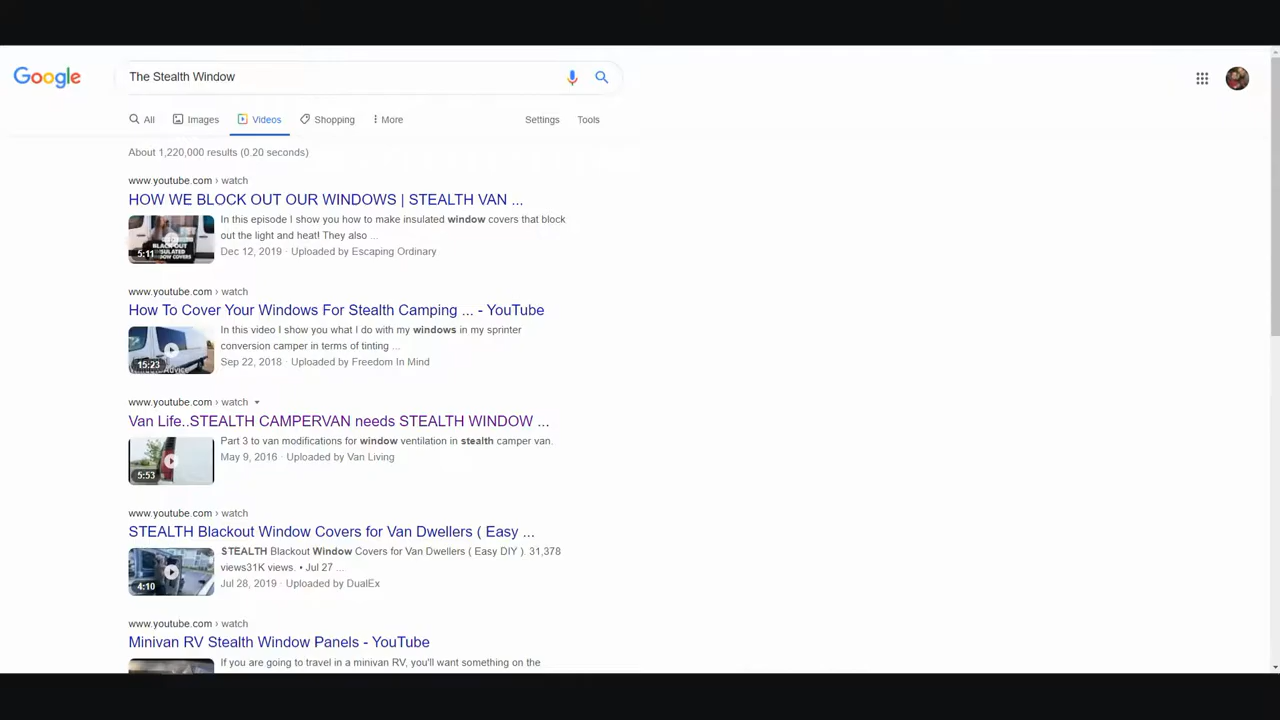 Google
The Stealth Window
All Images Videos Shopping More Settings Tools
About 1,220,000 results (0.20 seconds)
www.youtube.com › watch
HOW WE BLOCK OUT OUR WINDOWS | STEALTH VAN ...
In this episode I show you how to make insulated window covers that block
out the light and heat! They also ...
Dec 12, 2019 · Uploaded by Escaping Ordinary
5:11
www.youtube.com › watch
How To Cover Your Windows For Stealth Camping ... - YouTube
In this video I show you what I do with my windows in my sprinter
conversion camper in terms of tinting ...
Sep 22, 2018 · Uploaded by Freedom In Mind
15:23
www.youtube.com › watch
Van Life..STEALTH CAMPERVAN needs STEALTH WINDOW ...
Part 3 to van modifications for window ventilation in stealth camper van.
May 9, 2016 · Uploaded by Van Living
5:53
www.youtube.com › watch
STEALTH Blackout Window Covers for Van Dwellers ( Easy ...
STEALTH Blackout Window Covers for Van Dwellers ( Easy DIY ). 31,378
views31K views. • Jul 27 ...
Jul 28, 2019 · Uploaded by DualEx
4:10
www.youtube.com › watch
Minivan RV Stealth Window Panels - YouTube
If you are going to travel in a minivan RV, you'll want something on the